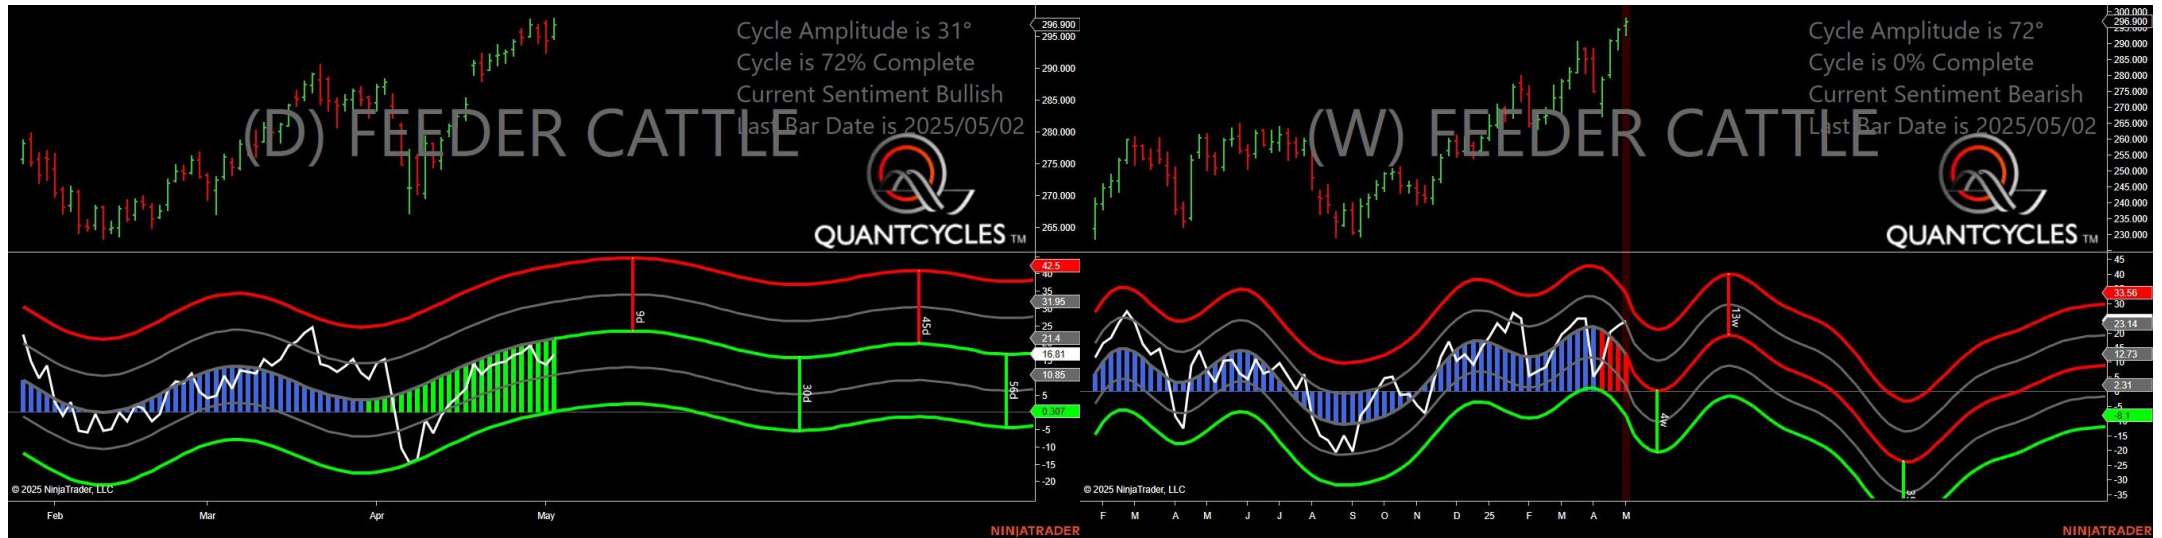 Cycle Amplitude is 31°
Cycle is 72% Complete
Current Sentiment Bullish
Last Bar Date is 2025/05/02
(D) FEEDER CATTLE
QUANTCYCLES TM
296.900
295.000
290.000
285.000
280.000
275.000
270.000
265.000
42.5
40
35
31.95
30
25
21.4
16.81
10.85
5
0.307
-5
-10
-15
-20
9d
30d
45d
56d
© 2025 NinjaTrader, LLC
Feb Mar Apr May
NINJATRADER
Cycle Amplitude is 72°
Cycle is 0% Complete
Current Sentiment Bearish
Last Bar Date is 2025/05/02
(W) FEEDER CATTLE
QUANTCYCLES TM
300.000
296.900
290.000
285.000
280.000
275.000
270.000
265.000
260.000
255.000
250.000
245.000
240.000
235.000
230.000
45
40
33.56
30
23.14
20
12.73
2.31
-8.1
-15
-20
-25
-30
-35
4w
13w
© 2025 NinjaTrader, LLC
F M A M J J A S O N D 25 F M A M
NINJATRADER